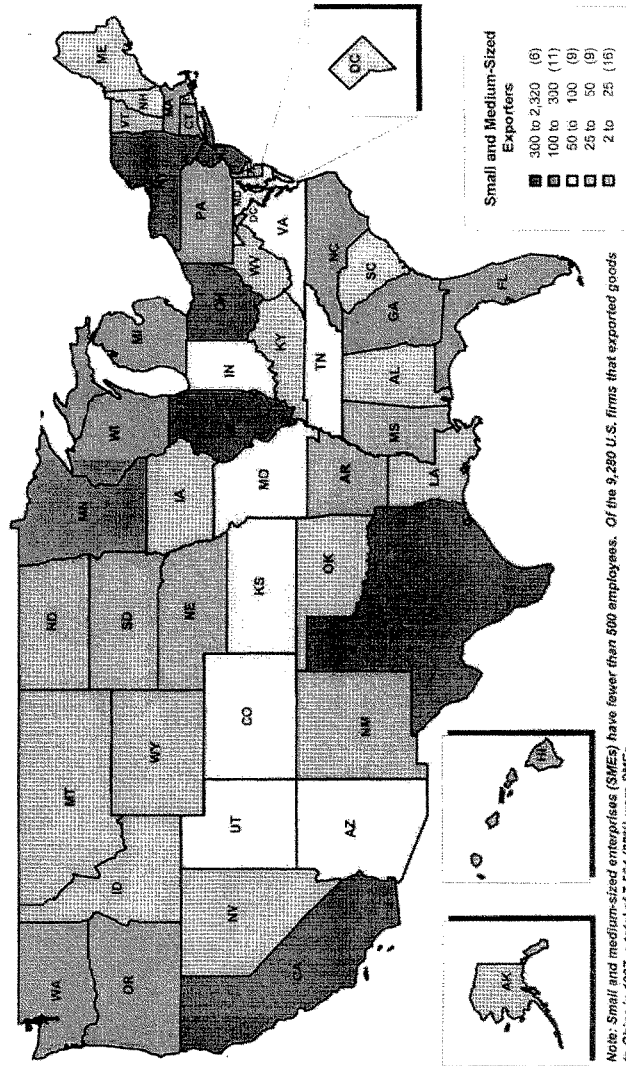 WA
OR
CA
NV
ID
MT
WY
UT
AZ
CO
NM
ND
SD
NE
KS
OK
MN
IA
MO
AR
LA
WI
IL
MI
IN
OH
KY
TN
MS
AL
GA
FL
SC
NC
VA
WV
PA
MD
DC
VT
NH
ME
MA
CT
AK
HI
DC
Small and Medium-Sized
Exporters
300 to 2,320 (6)
100 to 300 (11)
50 to 100 (9)
25 to 50 (9)
2 to 25 (16)
Note: Small and medium-sized enterprises (SMEs) have fewer than 500 employees. Of the 9,280 U.S. firms that exported goods